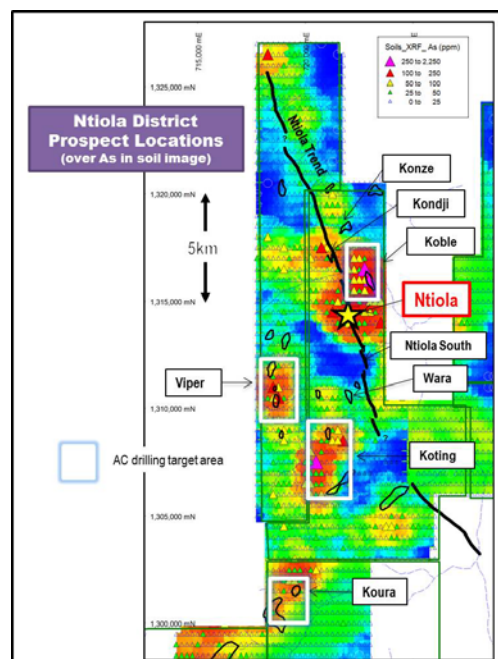 715,000 mE
Soils_XRF_ As (ppm)
250 to 2,250
100 to 250
50 to 100
25 to 50
0 to 25
1,325,000 mN
Ntiola District
Prospect Locations
(over As in soil image)
Ntiola Trend
?
Konze
1,320,000 mN
Kondji
Koble
5km
Ntiola
1,315,000 mN
Ntiola South
Viper
Wara
1,310,000 mN
?
Koting
AC drilling target area
1,305,000 mN
Koura
1,300,000 mN